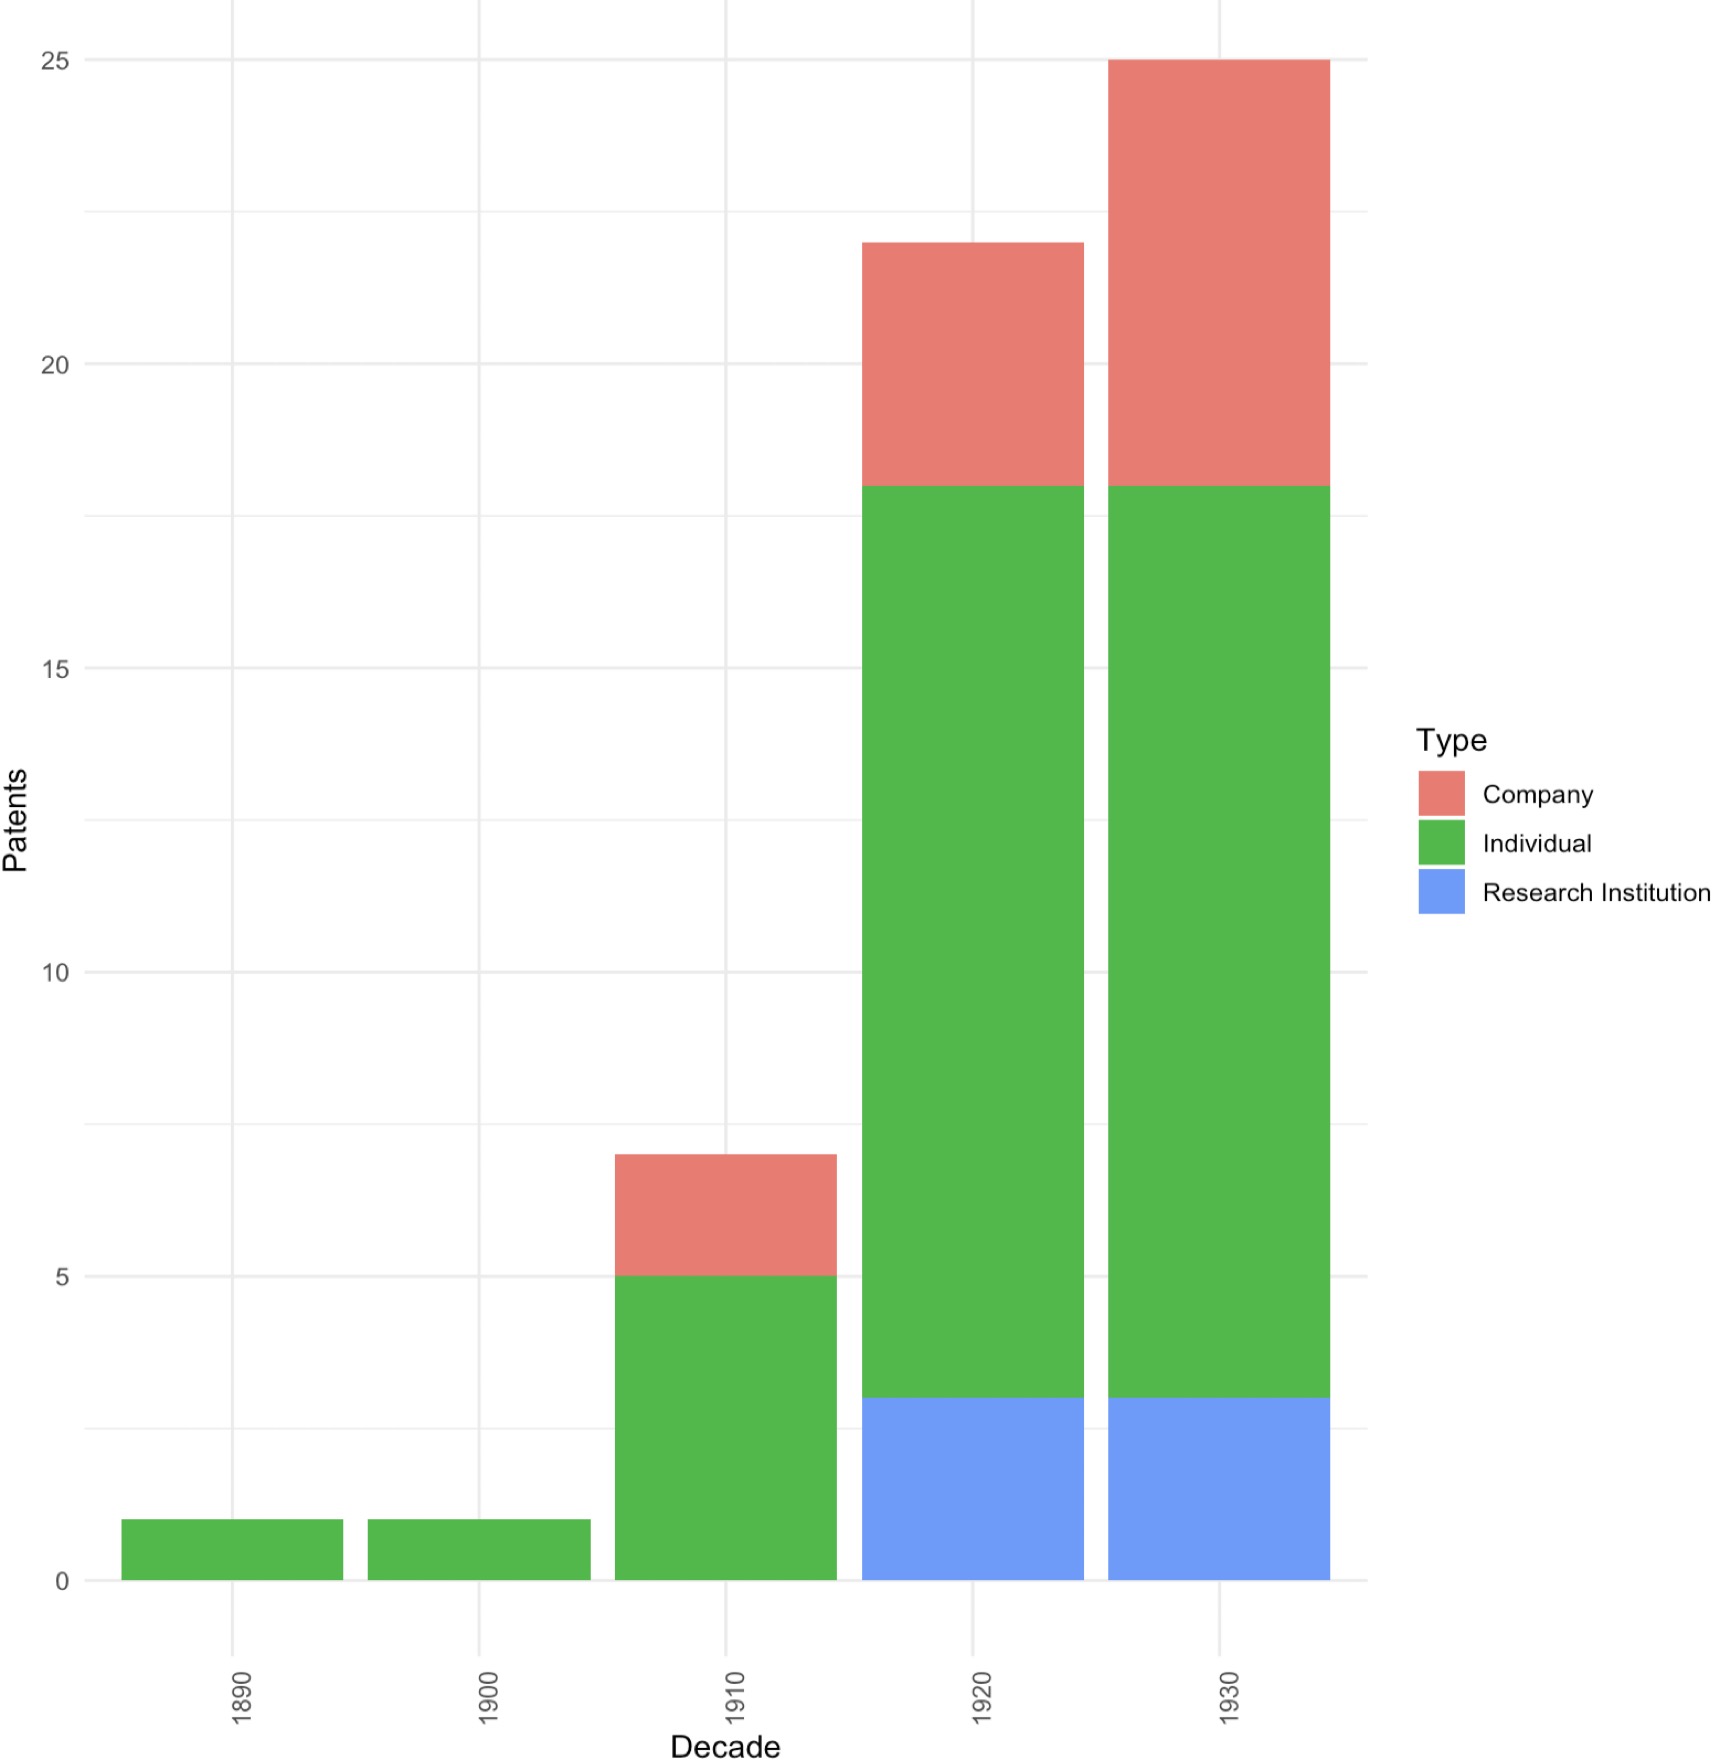 25
20
15
10
5
0
Patents
1890
1900
1910
1920
1930
Decade
Type
Company
Individual
Research Institution